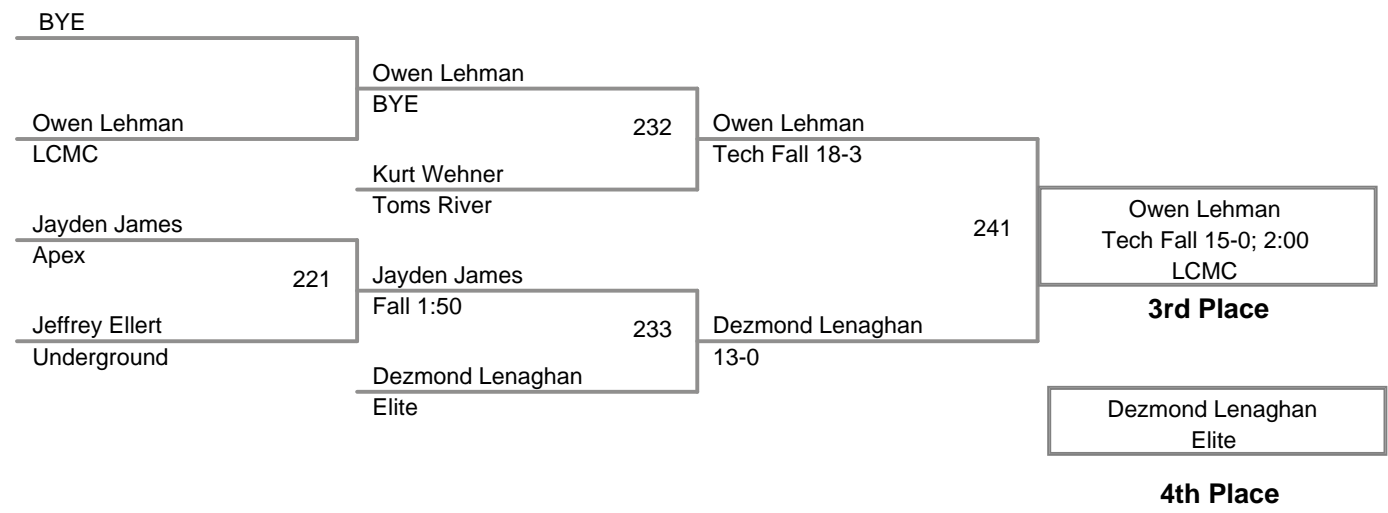 BYE
Owen Lehman
BYE
Owen Lehman
LCMC
232
Owen Lehman
Tech Fall 18-3
Kurt Wehner
Toms River
Jayden James
Apex
221
Jayden James
Fall 1:50
Jeffrey Ellert
Underground
233
Dezmond Lenaghan
13-0
Dezmond Lenaghan
Elite
241
Owen Lehman
Tech Fall 15-0; 2:00
LCMC
3rd Place
Dezmond Lenaghan
Elite
4th Place